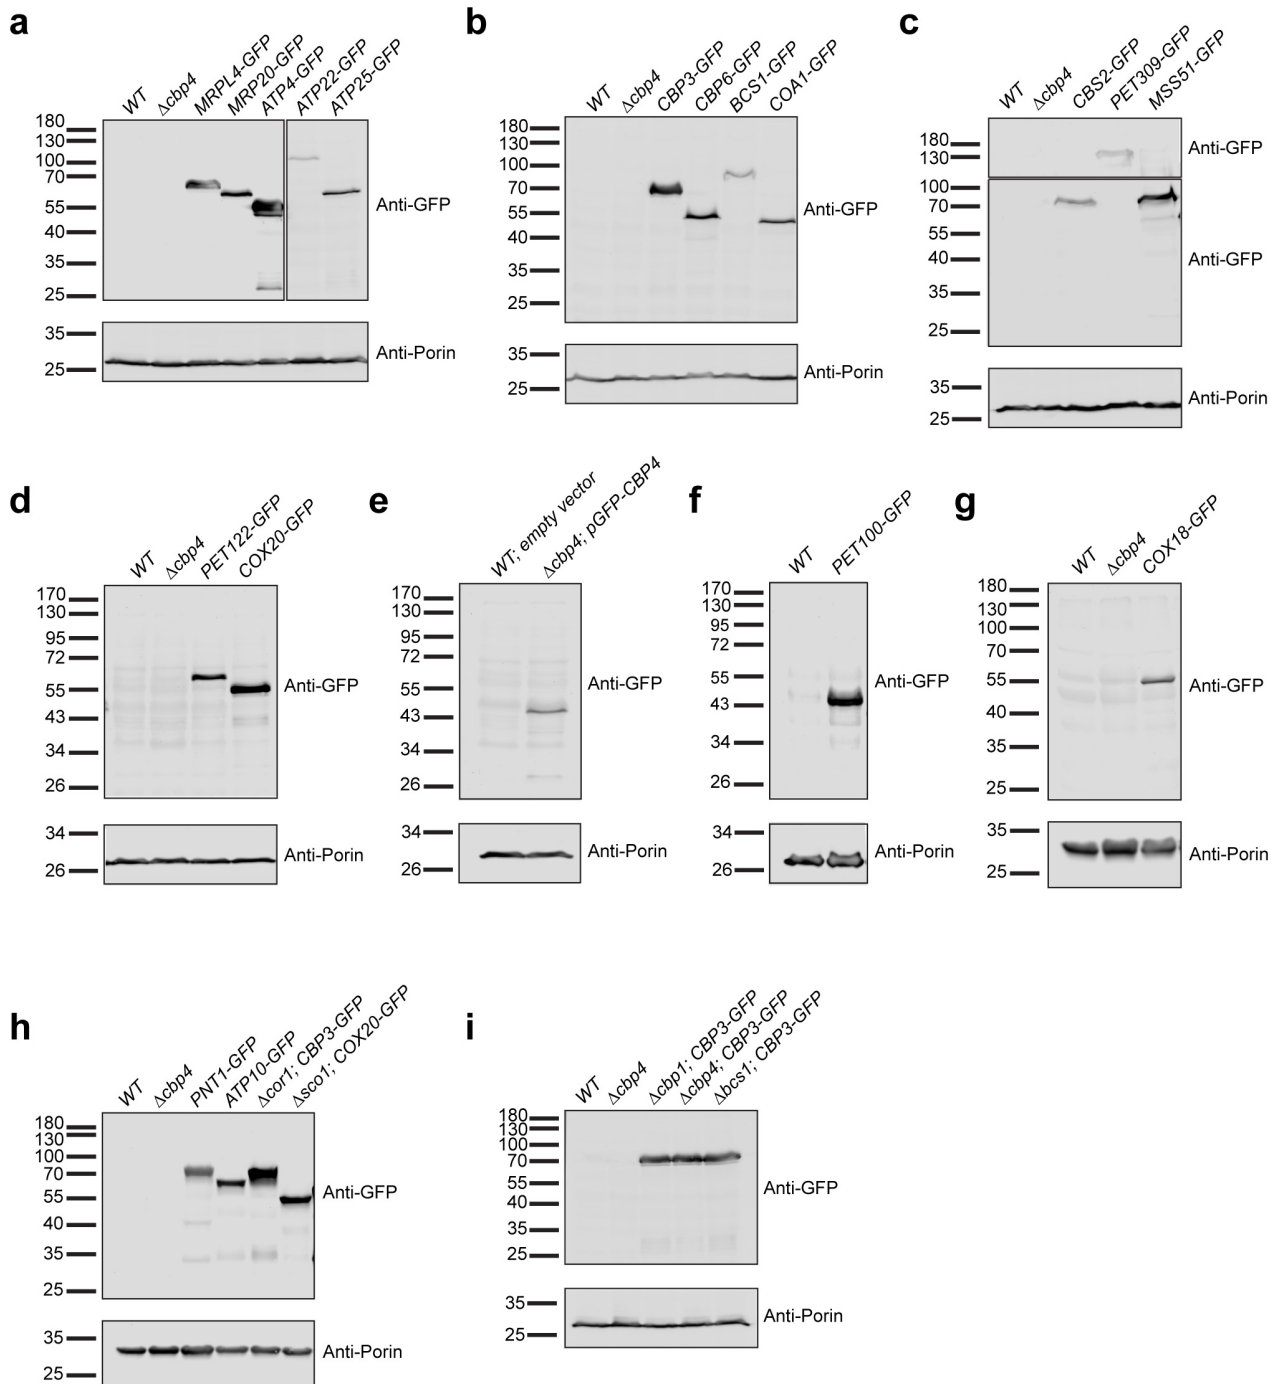 a
WT
Δcbp4
MRPL4-GFP
MRP20-GFP
ATP4-GFP
ATP22-GFP
ATP25-GFP
180
130
100
70
55
40
35
25
Anti-GFP
35
25
Anti-Porin
b
WT
Δcbp4
CBP3-GFP
CBP6-GFP
BCS1-GFP
COA1-GFP
180
130
100
70
55
40
35
25
Anti-GFP
35
25
Anti-Porin
c
WT
Δcbp4
CBS2-GFP
PET309-GFP
MSS51-GFP
180
130
Anti-GFP
100
70
55
40
35
25
Anti-GFP
35
25
Anti-Porin
d
WT
Δcbp4
PET122-GFP
COX20-GFP
170
130
95
72
55
43
34
26
Anti-GFP
34
26
Anti-Porin
e
WT; empty vector
Δcbp4; pGFP-CBP4
170
130
95
72
55
43
34
26
Anti-GFP
34
26
Anti-Porin
f
WT
PET100-GFP
170
130
95
72
55
43
34
26
Anti-GFP
34
26
Anti-Porin
g
WT
Δcbp4
COX18-GFP
180
130
100
70
55
40
35
25
Anti-GFP
35
25
Anti-Porin
h
WT
Δcbp4
PNT1-GFP
ATP10-GFP
Δcor1; CBP3-GFP
Δsco1; COX20-GFP
180
130
100
70
55
40
35
25
Anti-GFP
35
25
Anti-Porin
i
WT
Δcbp4
Δcbp1; CBP3-GFP
Δcbp4; CBP3-GFP
Δbcs1; CBP3-GFP
180
130
100
70
55
40
35
25
Anti-GFP
35
25
Anti-Porin